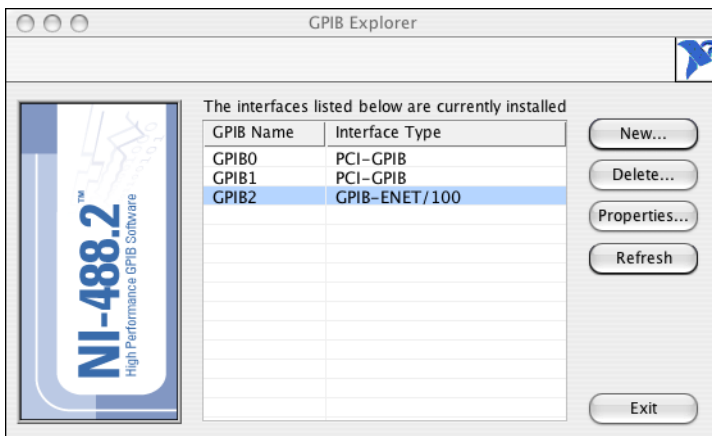 GPIB Explorer
The interfaces listed below are currently installed
GPIB Name Interface Type
GPIB0 PCI-GPIB
GPIB1 PCI-GPIB
GPIB2 GPIB-ENET/100
New...
Delete...
Properties...
Refresh
Exit
NI-488.2™
High Performance GPIB Software